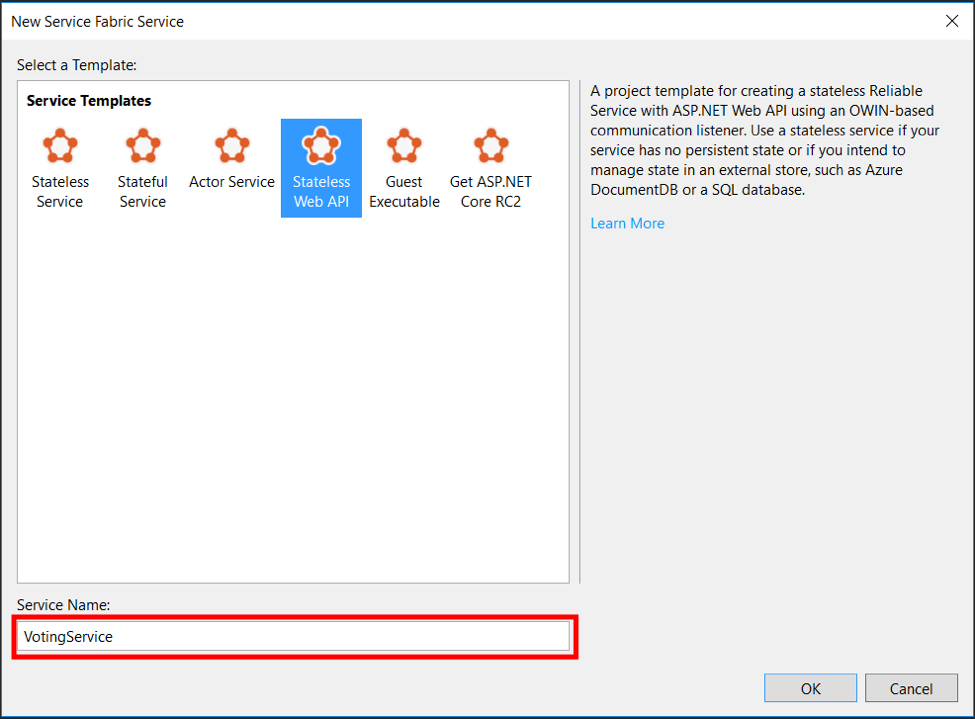 New Service Fabric Service
Select a Template:
Service Templates
Stateless Service
Stateful Service
Actor Service
Stateless Web API
Guest Executable
Get ASP.NET Core RC2
A project template for creating a stateless Reliable
Service with ASP.NET Web API using an OWIN-based
communication listener. Use a stateless service if your
service has no persistent state or if you intend to
manage state in an external store, such as Azure
DocumentDB or a SQL database.
Learn More
Service Name:
VotingService
OK
Cancel